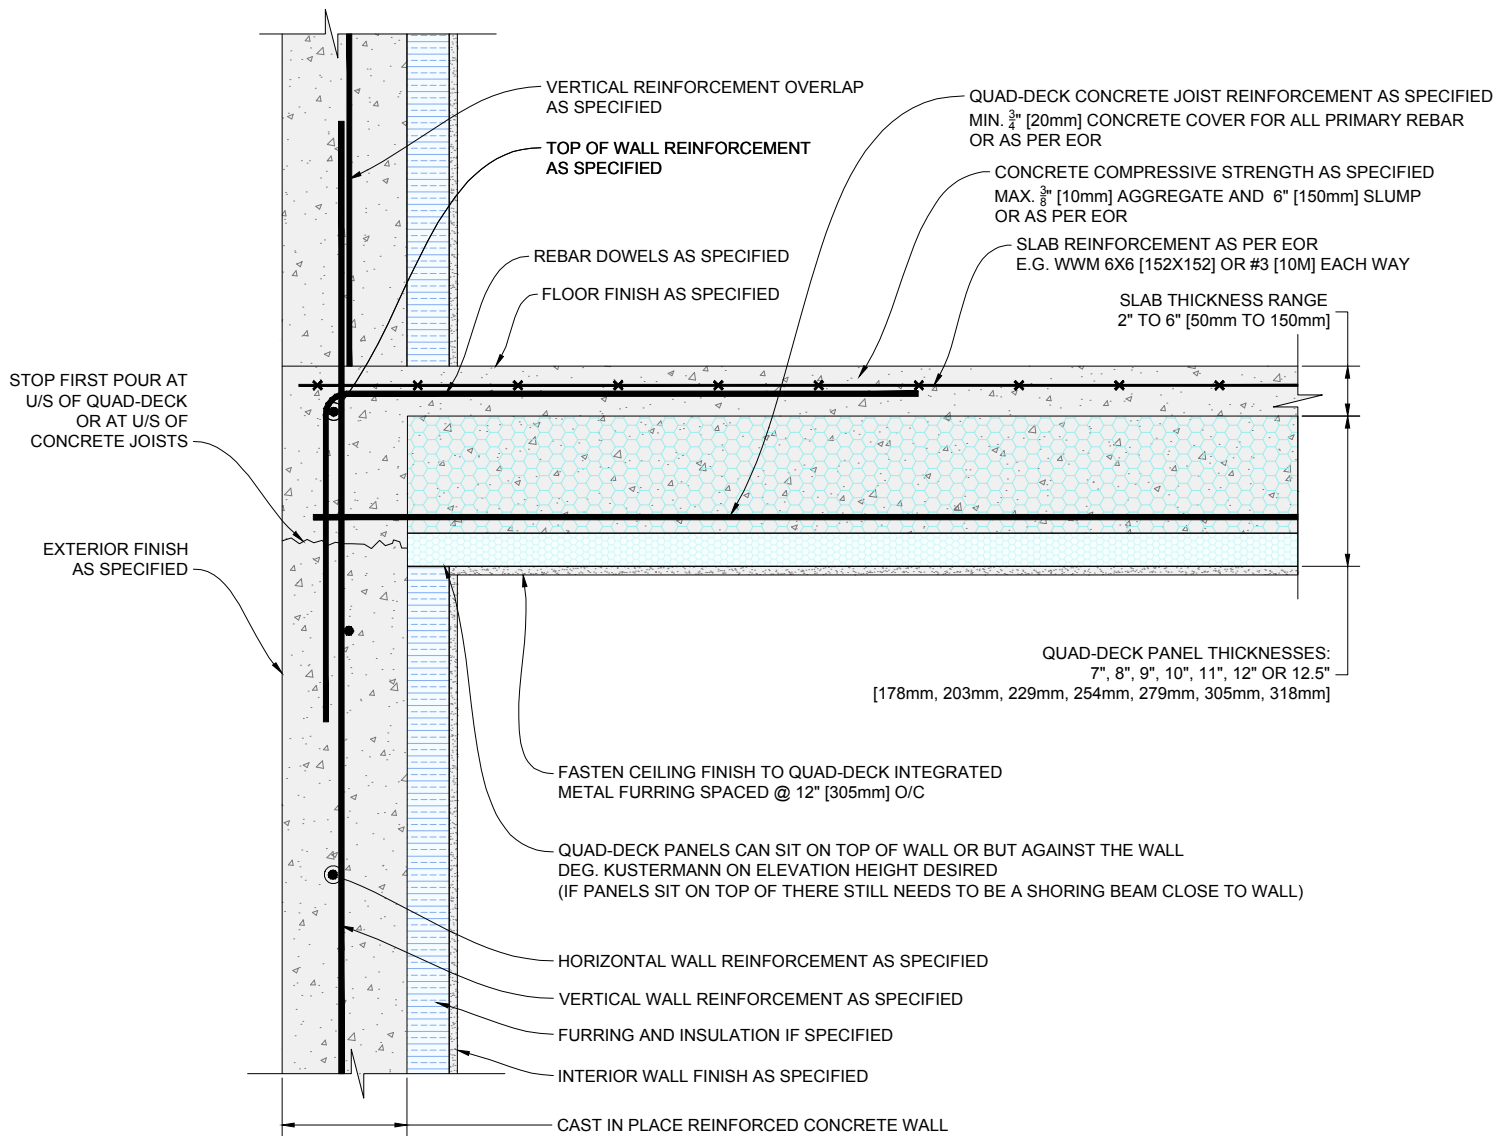 VERTICAL REINFORCEMENT OVERLAP
AS SPECIFIED
TOP OF WALL REINFORCEMENT
AS SPECIFIED
REBAR DOWELS AS SPECIFIED
FLOOR FINISH AS SPECIFIED
QUAD-DECK CONCRETE JOIST REINFORCEMENT AS SPECIFIED
MIN. 3/4" [20mm] CONCRETE COVER FOR ALL PRIMARY REBAR
OR AS PER EOR
CONCRETE COMPRESSIVE STRENGTH AS SPECIFIED
MAX. 3/8" [10mm] AGGREGATE AND 6" [150mm] SLUMP
OR AS PER EOR
SLAB REINFORCEMENT AS PER EOR
E.G. WWM 6X6 [152X152] OR #3 [10M] EACH WAY
SLAB THICKNESS RANGE
2" TO 6" [50mm TO 150mm]
STOP FIRST POUR AT
U/S OF QUAD-DECK
OR AT U/S OF
CONCRETE JOISTS
EXTERIOR FINISH
AS SPECIFIED
QUAD-DECK PANEL THICKNESSES:
7", 8", 9", 10", 11", 12" OR 12.5"
[178mm, 203mm, 229mm, 254mm, 279mm, 305mm, 318mm]
FASTEN CEILING FINISH TO QUAD-DECK INTEGRATED
METAL FURRING SPACED @ 12" [305mm] O/C
QUAD-DECK PANELS CAN SIT ON TOP OF WALL OR BUT AGAINST THE WALL
DEG. KUSTERMANN ON ELEVATION HEIGHT DESIRED
(IF PANELS SIT ON TOP OF THERE STILL NEEDS TO BE A SHORING BEAM CLOSE TO WALL)
HORIZONTAL WALL REINFORCEMENT AS SPECIFIED
VERTICAL WALL REINFORCEMENT AS SPECIFIED
FURRING AND INSULATION IF SPECIFIED
INTERIOR WALL FINISH AS SPECIFIED
CAST IN PLACE REINFORCED CONCRETE WALL